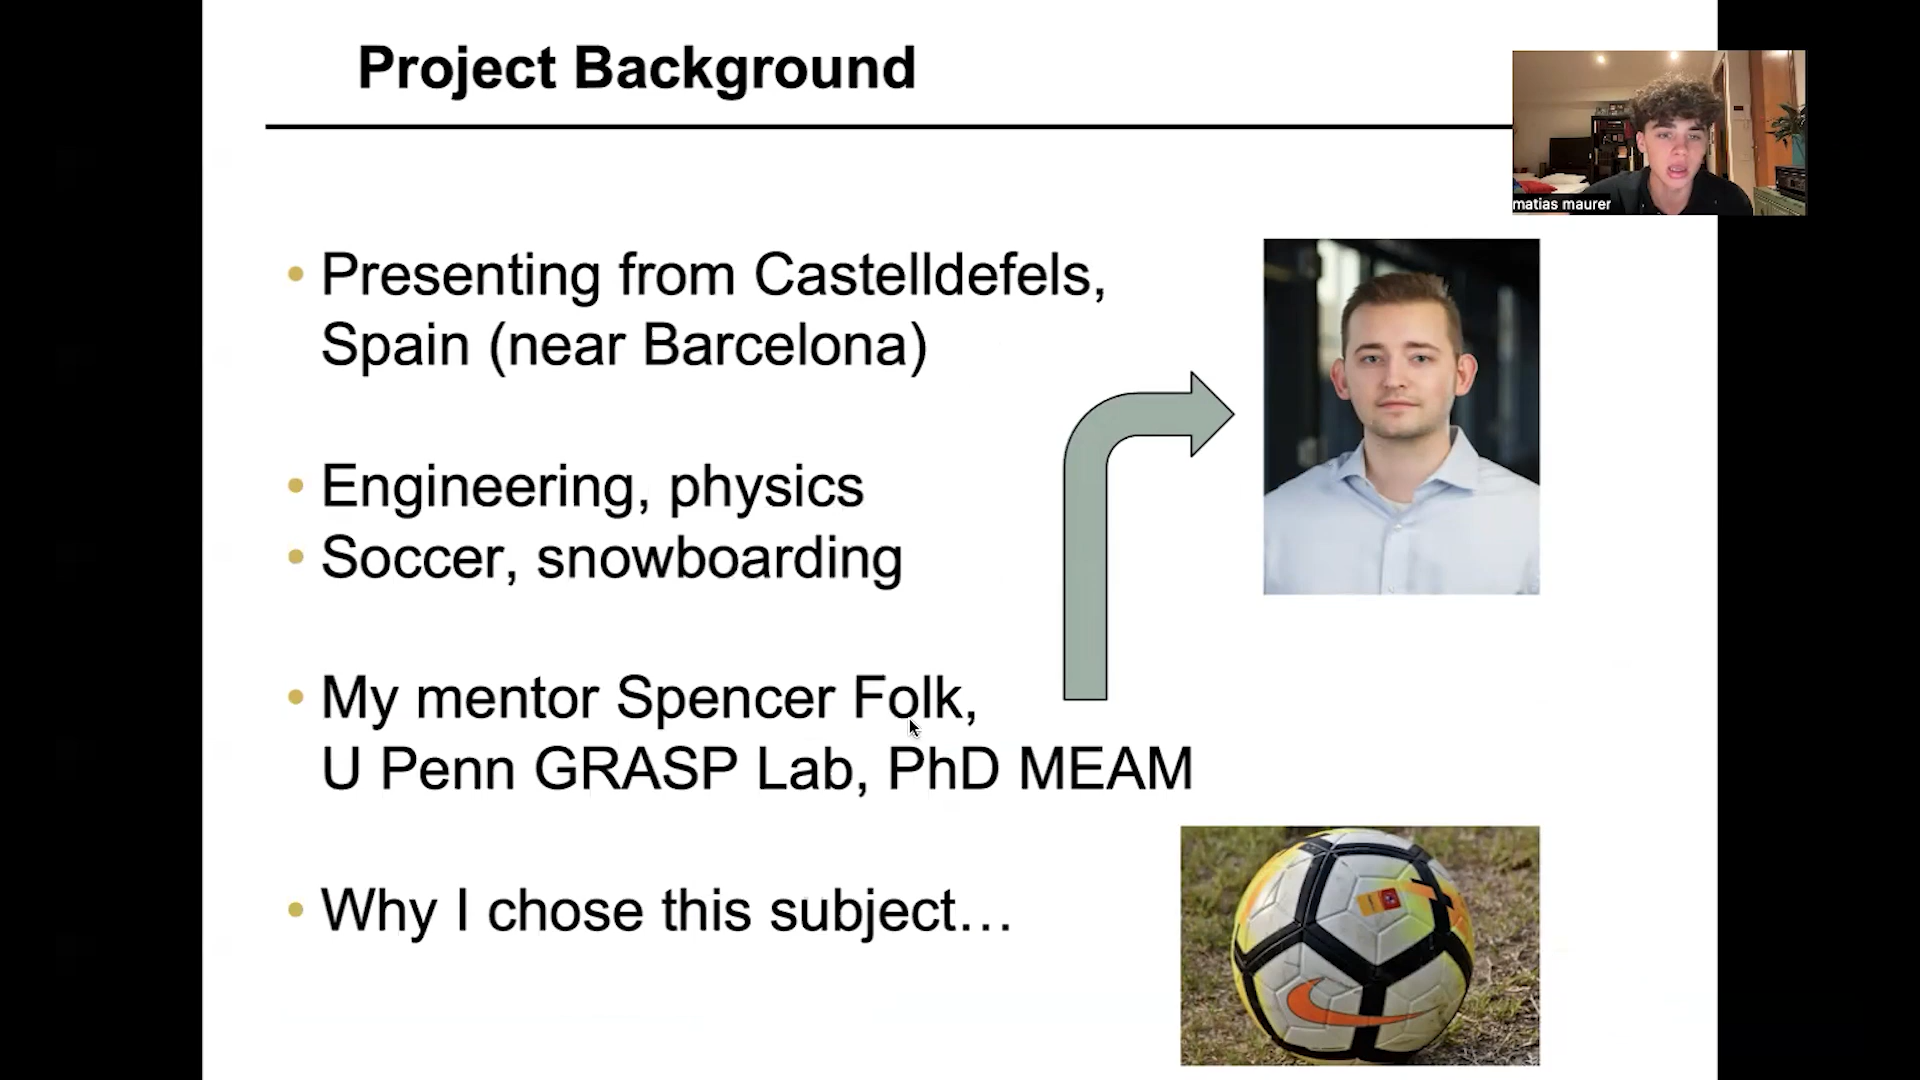 Project Background
matias maurer
• Presenting from Castelldefels,
Spain (near Barcelona)
• Engineering, physics
• Soccer, snowboarding
• My mentor Spencer Folk,
U Penn GRASP Lab, PhD MEAM
• Why I chose this subject…